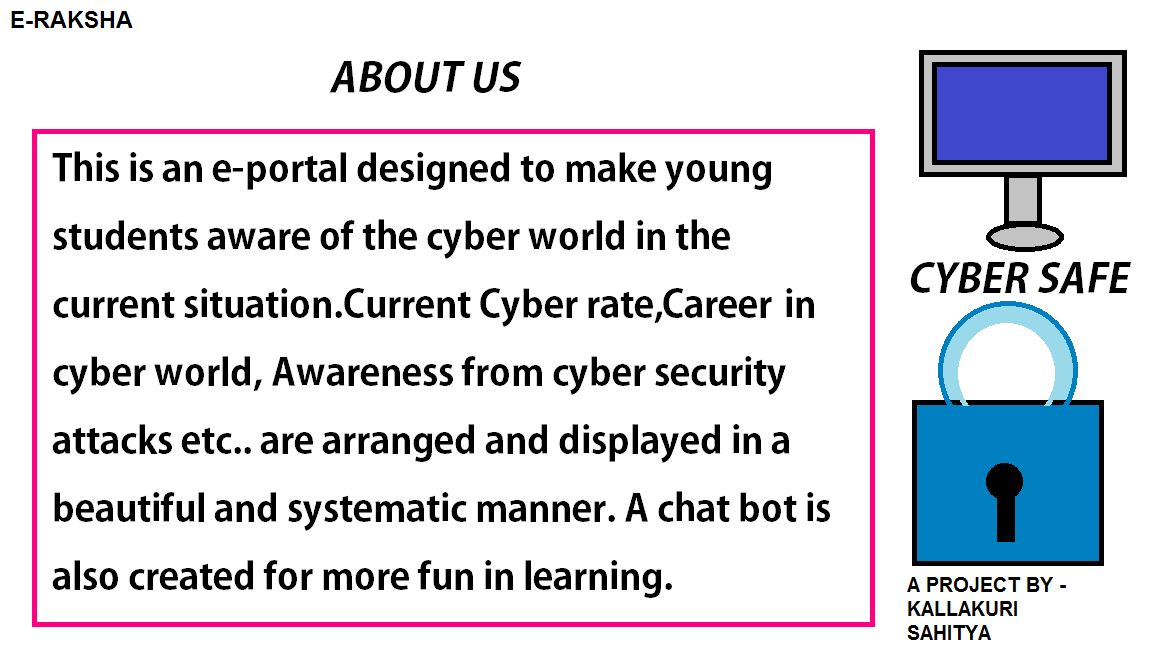 E-RAKSHA
ABOUT US
This is an e-portal designed to make young
students aware of the cyber world in the
current situation.Current Cyber rate,Career in
cyber world, Awareness from cyber security
attacks etc.. are arranged and displayed in a
beautiful and systematic manner. A chat bot is
also created for more fun in learning.
CYBER SAFE
A PROJECT BY -
KALLAKURI
SAHITYA